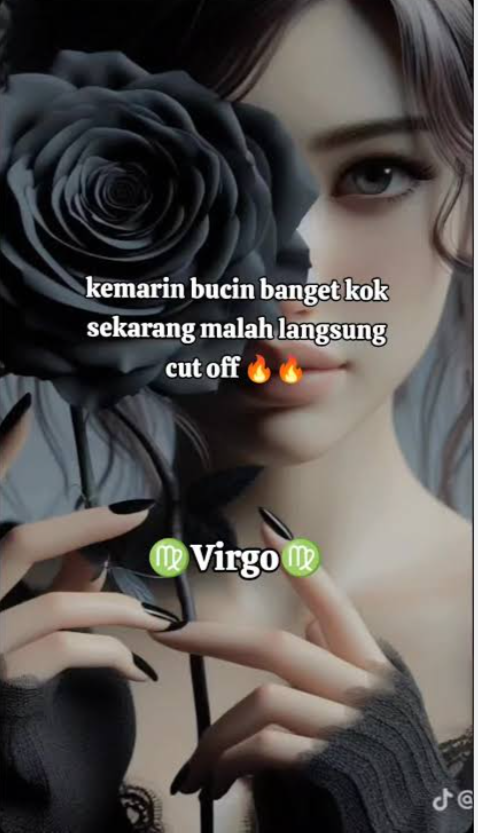 kemarin bucin banget kok
sekarang malah langsung
cut off 🔥🔥
♍Virgo♍
@